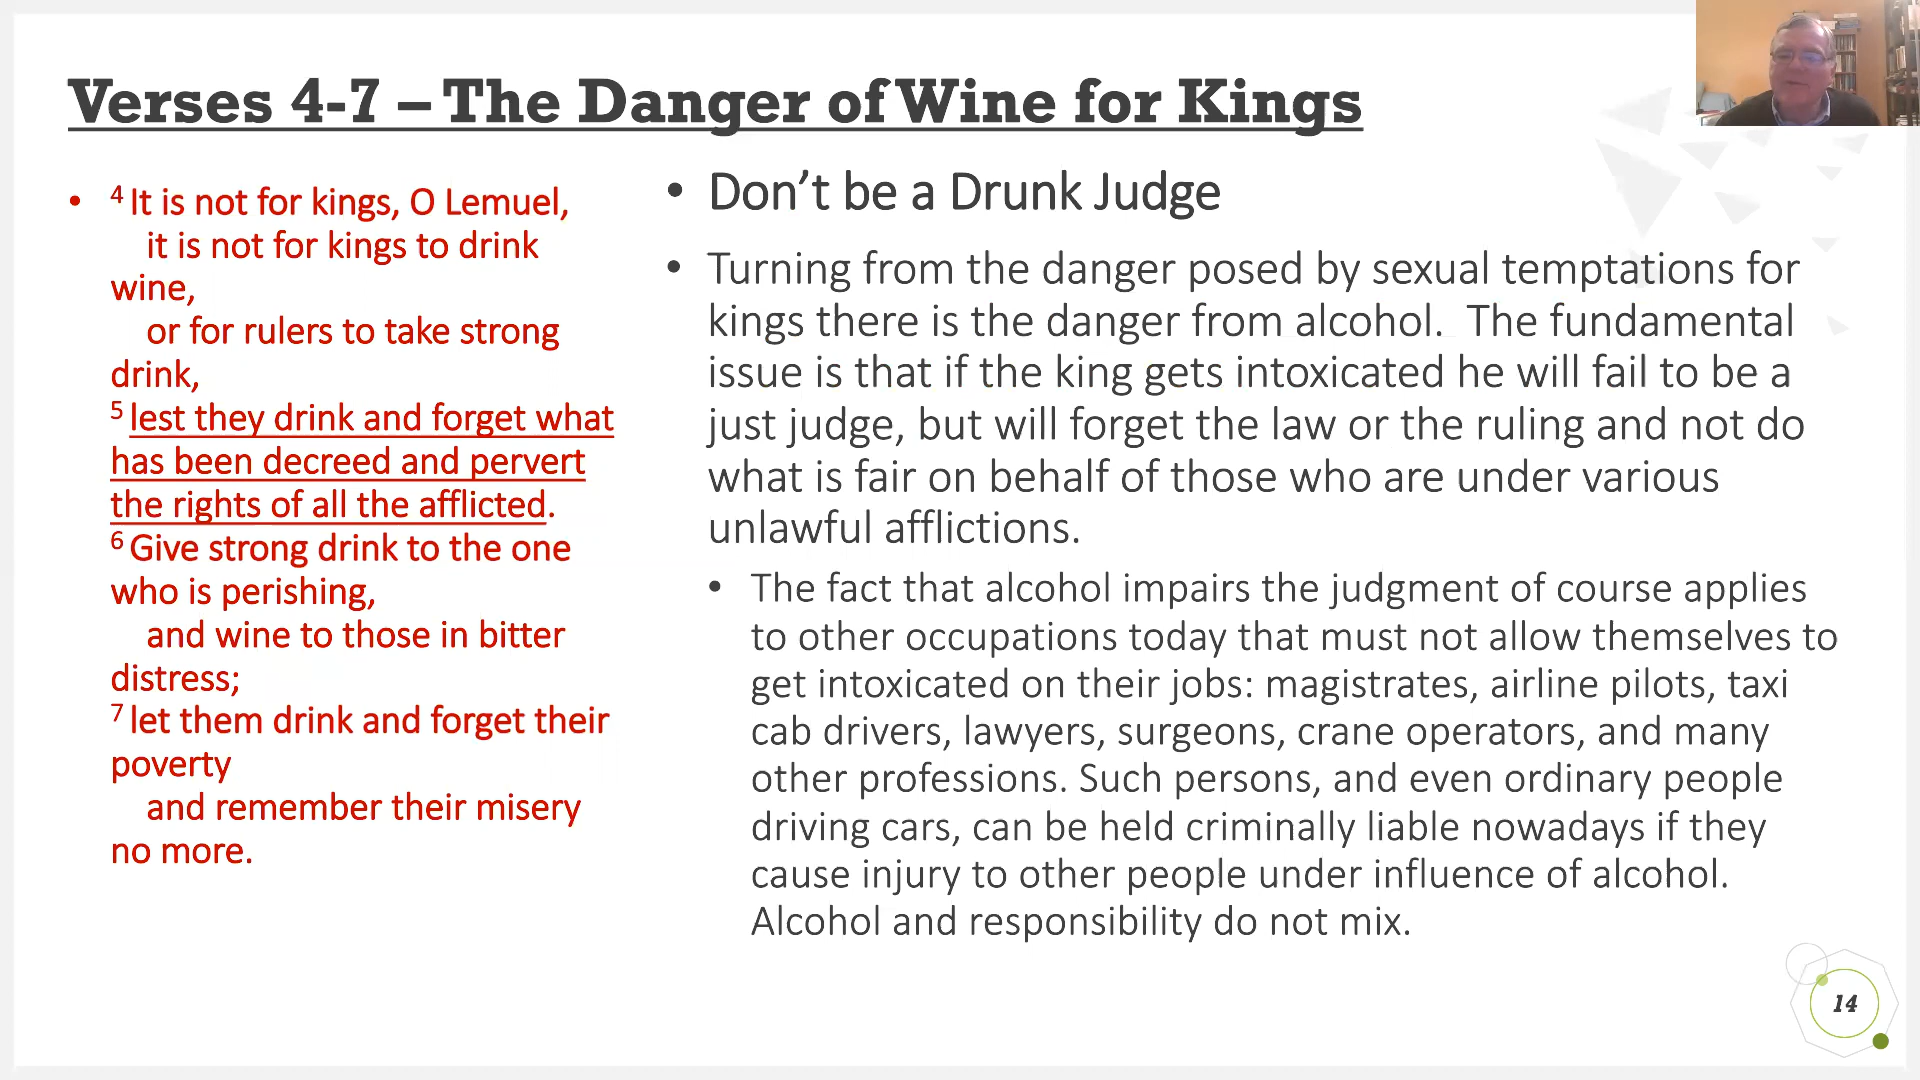 Verses 4-7 – The Danger of Wine for Kings
• ⁴ It is not for kings, O Lemuel,
it is not for kings to drink
wine,
or for rulers to take strong
drink,
⁵ lest they drink and forget what
has been decreed and pervert
the rights of all the afflicted.
⁶ Give strong drink to the one
who is perishing,
and wine to those in bitter
distress;
⁷ let them drink and forget their
poverty
and remember their misery
no more.
• Don’t be a Drunk Judge
• Turning from the danger posed by sexual temptations for
kings there is the danger from alcohol.  The fundamental
issue is that if the king gets intoxicated he will fail to be a
just judge, but will forget the law or the ruling and not do
what is fair on behalf of those who are under various
unlawful afflictions.
• The fact that alcohol impairs the judgment of course applies
to other occupations today that must not allow themselves to
get intoxicated on their jobs: magistrates, airline pilots, taxi
cab drivers, lawyers, surgeons, crane operators, and many
other professions. Such persons, and even ordinary people
driving cars, can be held criminally liable nowadays if they
cause injury to other people under influence of alcohol.
Alcohol and responsibility do not mix.
14